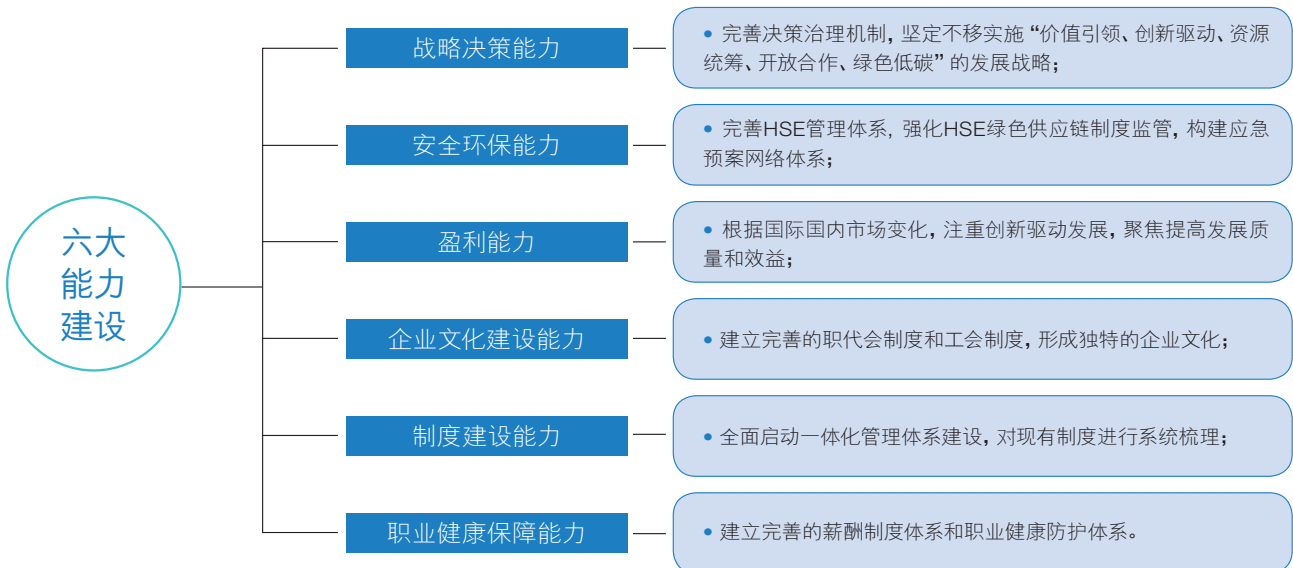 六大
能力
建设
战略决策能力
• 完善决策治理机制，坚定不移实施“价值引领、创新驱动、资源
统筹、开放合作、绿色低碳”的发展战略；
安全环保能力
• 完善HSE管理体系，强化HSE绿色供应链制度监管，构建应急
预案网络体系；
盈利能力
• 根据国际国内市场变化，注重创新驱动发展，聚焦提高发展质
量和效益；
企业文化建设能力
• 建立完善的职代会制度和工会制度，形成独特的企业文化；
制度建设能力
• 全面启动一体化管理体系建设，对现有制度进行系统梳理；
职业健康保障能力
• 建立完善的薪酬制度体系和职业健康防护体系。